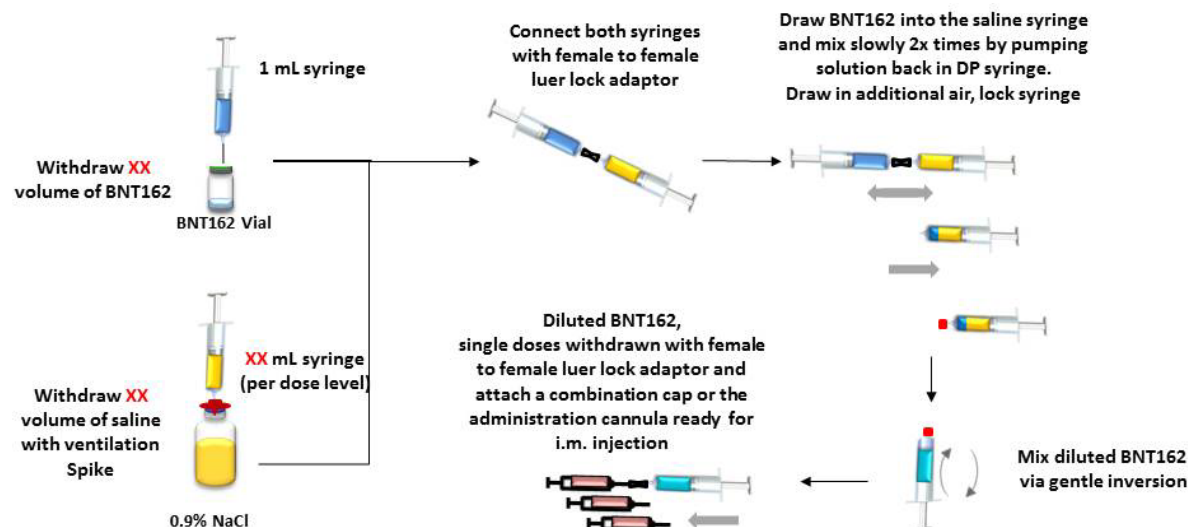 1 mL syringe
Withdraw XX
volume of BNT162
BNT162 Vial
Connect both syringes
with female to female
luer lock adaptor
Draw BNT162 into the saline syringe
and mix slowly 2x times by pumping
solution back in DP syringe.
Draw in additional air, lock syringe
XX mL syringe
(per dose level)
Withdraw XX
volume of saline
with ventilation
Spike
0.9% NaCl
Diluted BNT162,
single doses withdrawn with female
to female luer lock adaptor and
attach a combination cap or the
administration cannula ready for
i.m. injection
Mix diluted BNT162
via gentle inversion